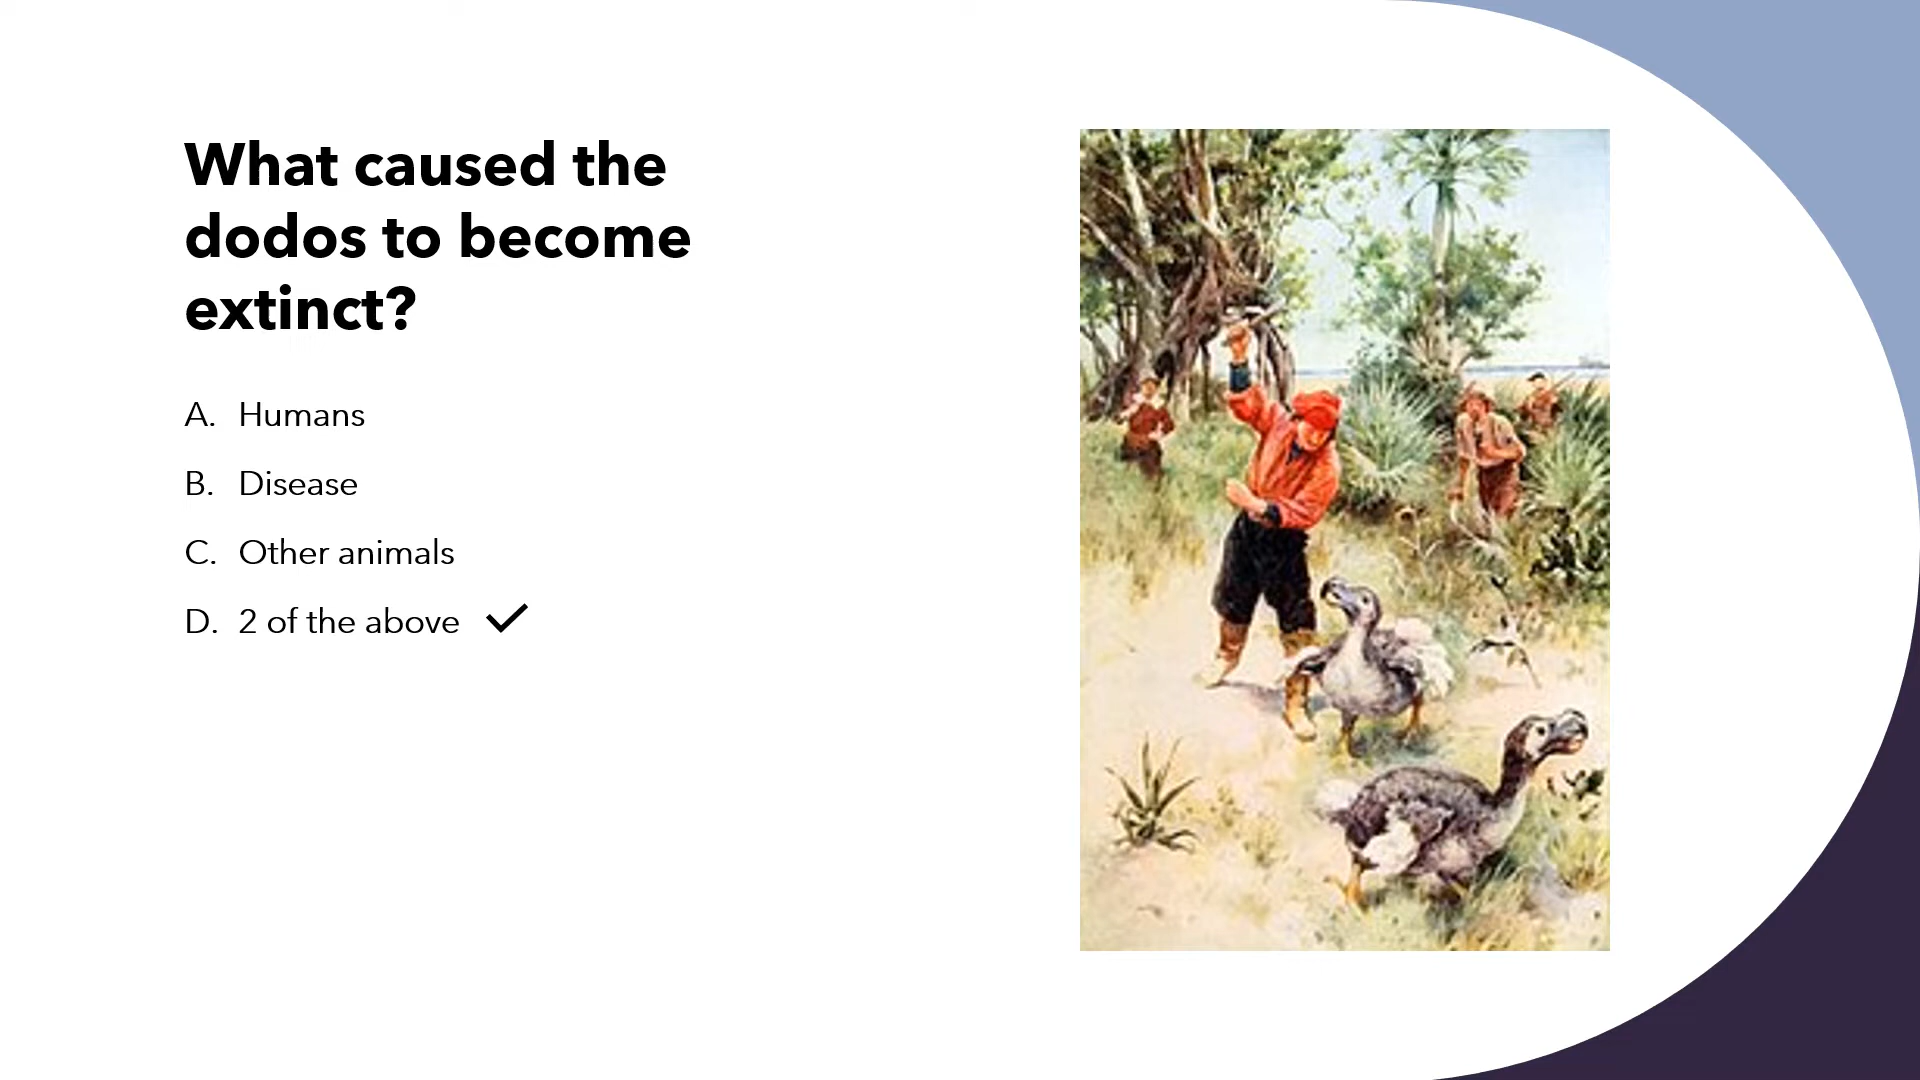 What caused the
dodos to become
extinct?
A. Humans
B. Disease
C. Other animals
D. 2 of the above